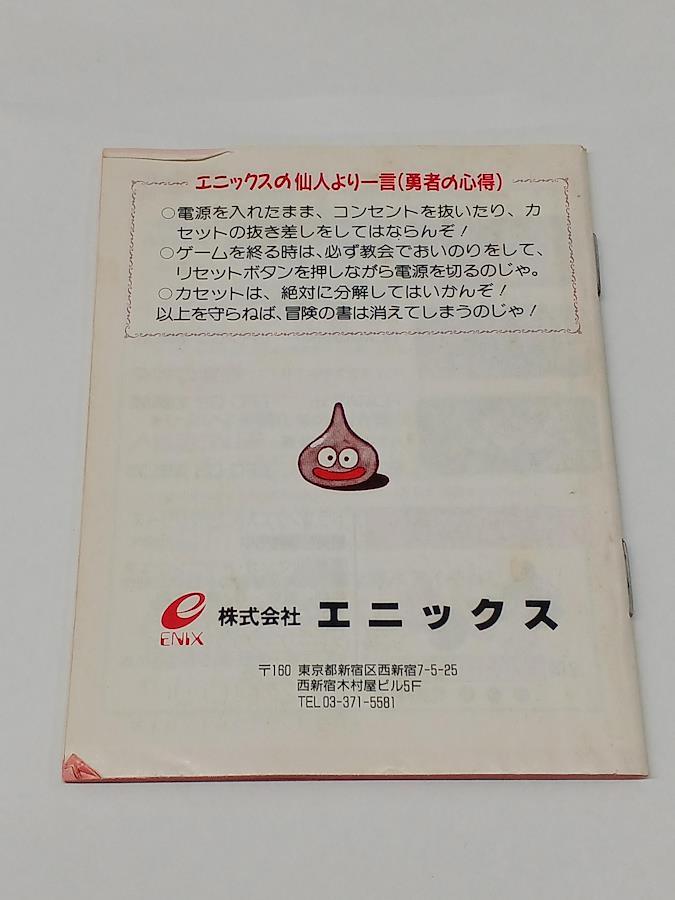 エニックスの仙人より一言(勇者の心得)
○電源を入れたまま、コンセントを抜いたり、カ
セットの抜き差しをしてはならんぞ!
○ゲームを終る時は、必ず教会でおいのりをして、
リセットボタンを押しながら電源を切るのじゃ。
○カセットは、絶対に分解してはいかんぞ!
以上を守らねば、冒険の書は消えてしまうのじゃ!
e
ENIX
株式会社 エニックス
〒160 東京都新宿区西新宿7-5-25
西新宿木村屋ビル5F
TEL 03-371-5581